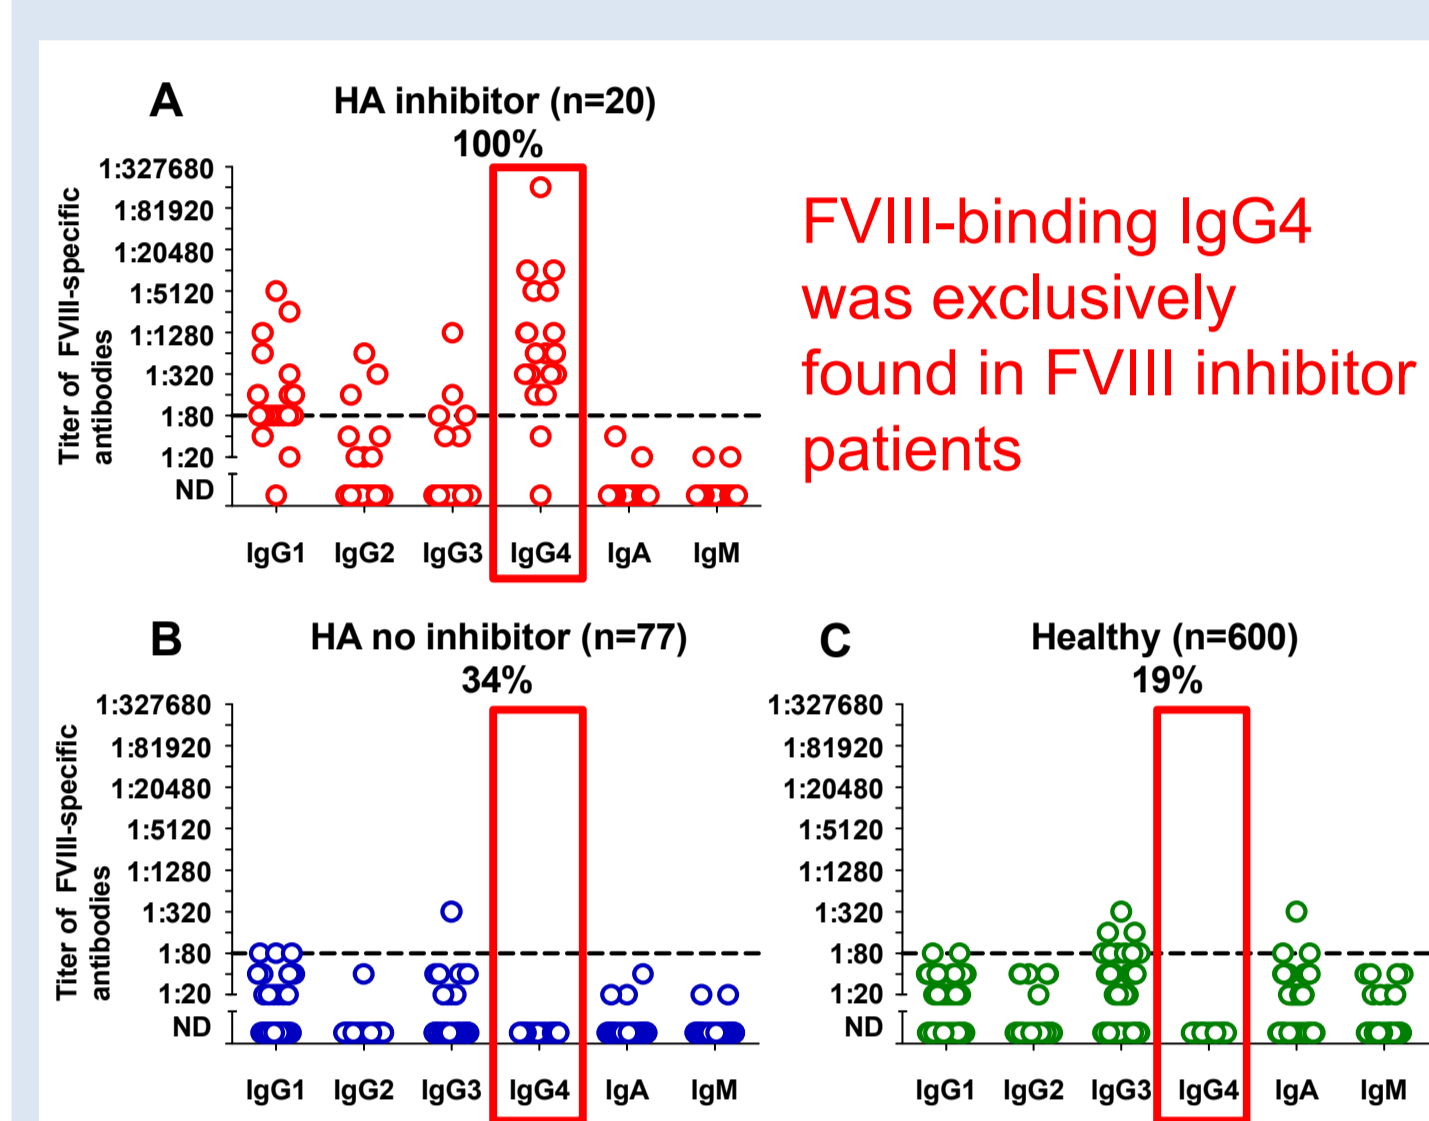 A
HA inhibitor (n=20)
100%
Titer of FVIII-specific
antibodies
1:327680
1:81920
1:20480
1:5120
1:1280
1:320
1:80
1:20
ND
IgG1 IgG2 IgG3 IgG4 IgA IgM
FVIII-binding IgG4
was exclusively
found in FVIII inhibitor
patients
B
HA no inhibitor (n=77)
34%
Titer of FVIII-specific
antibodies
1:327680
1:81920
1:20480
1:5120
1:1280
1:320
1:80
1:20
ND
IgG1 IgG2 IgG3 IgG4 IgA IgM
C
Healthy (n=600)
19%
1:327680
1:81920
1:20480
1:5120
1:1280
1:320
1:80
1:20
ND
IgG1 IgG2 IgG3 IgG4 IgA IgM